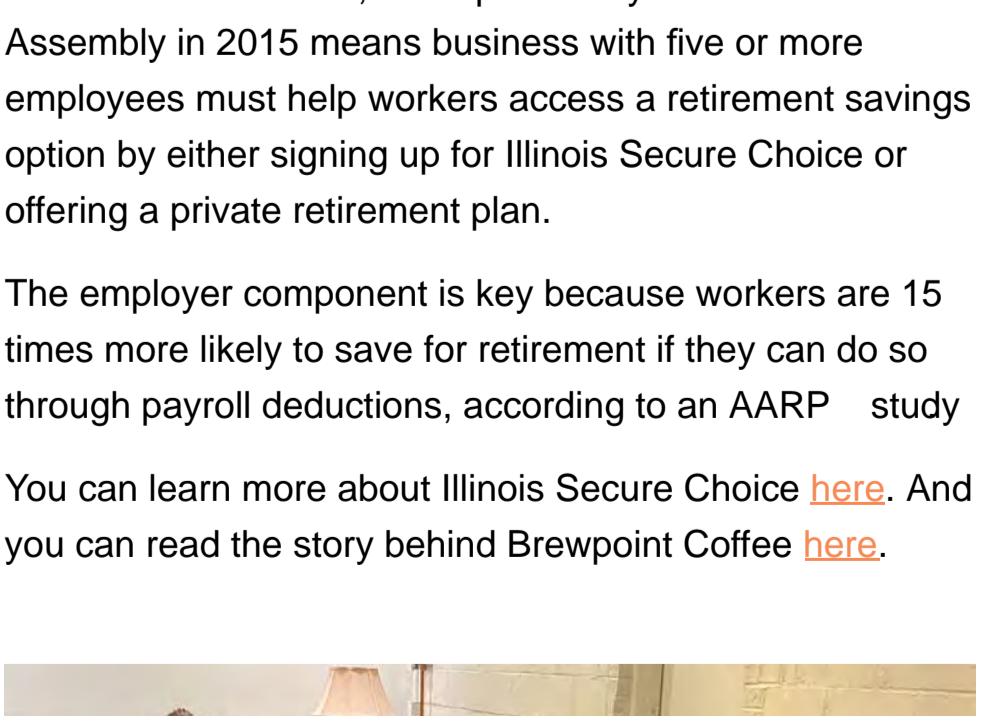 Assembly in 2015 means business with five or more
employees must help workers access a retirement savings
option by either signing up for Illinois Secure Choice or
offering a private retirement plan.
The employer component is key because workers are 15
times more likely to save for retirement if they can do so
through payroll deductions, according to an AARP study
You can learn more about Illinois Secure Choice here. And
you can read the story behind Brewpoint Coffee here.